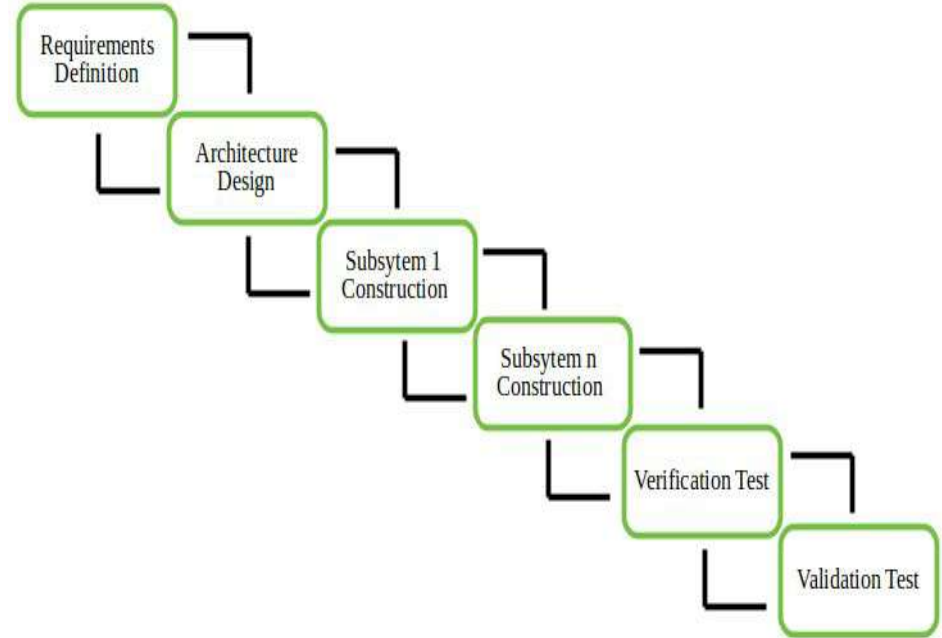 Requirements
Definition
Architecture
Design
Subsytem 1
Construction
Subsytem n
Construction
Verification Test
Validation Test